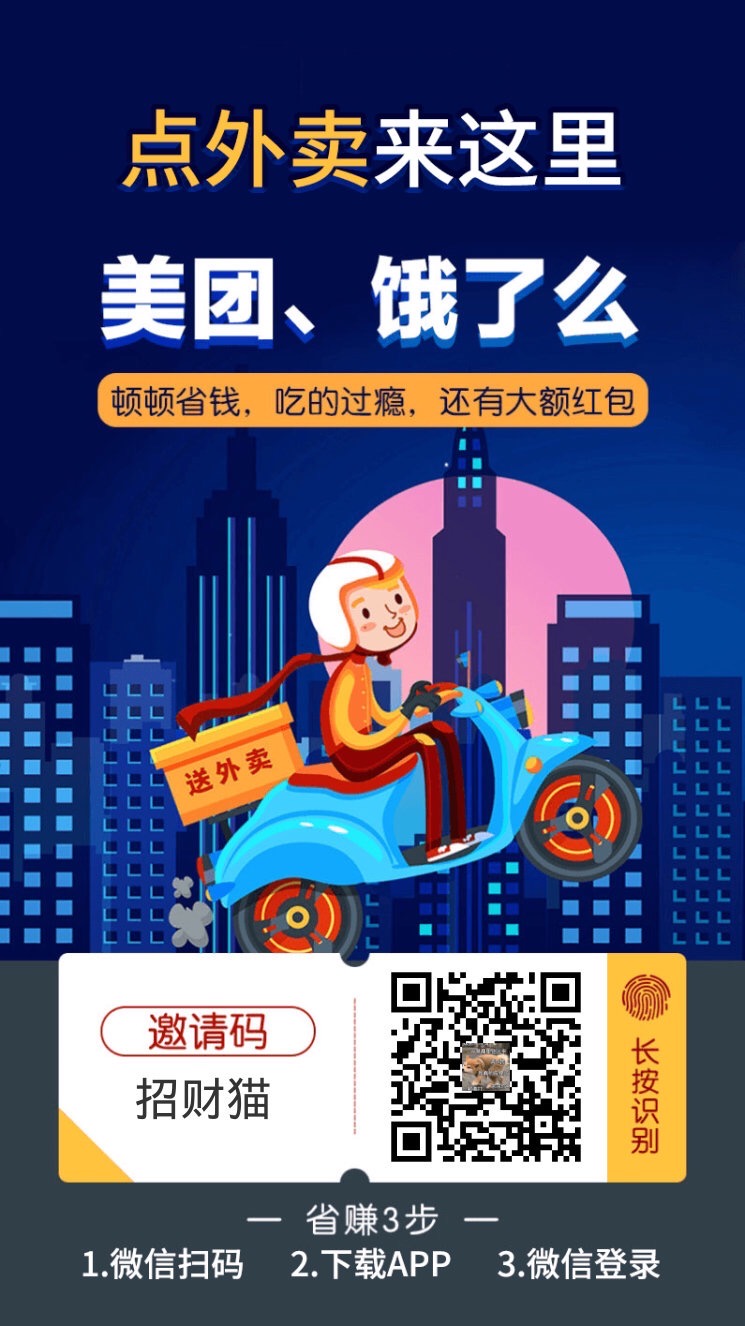 点外卖来这里
美团、饿了么
顿顿省钱，吃的过瘾，还有大额红包
送外卖
邀请码
招财猫
长按识别
省赚3步
1.微信扫码 2.下载APP 3.微信登录